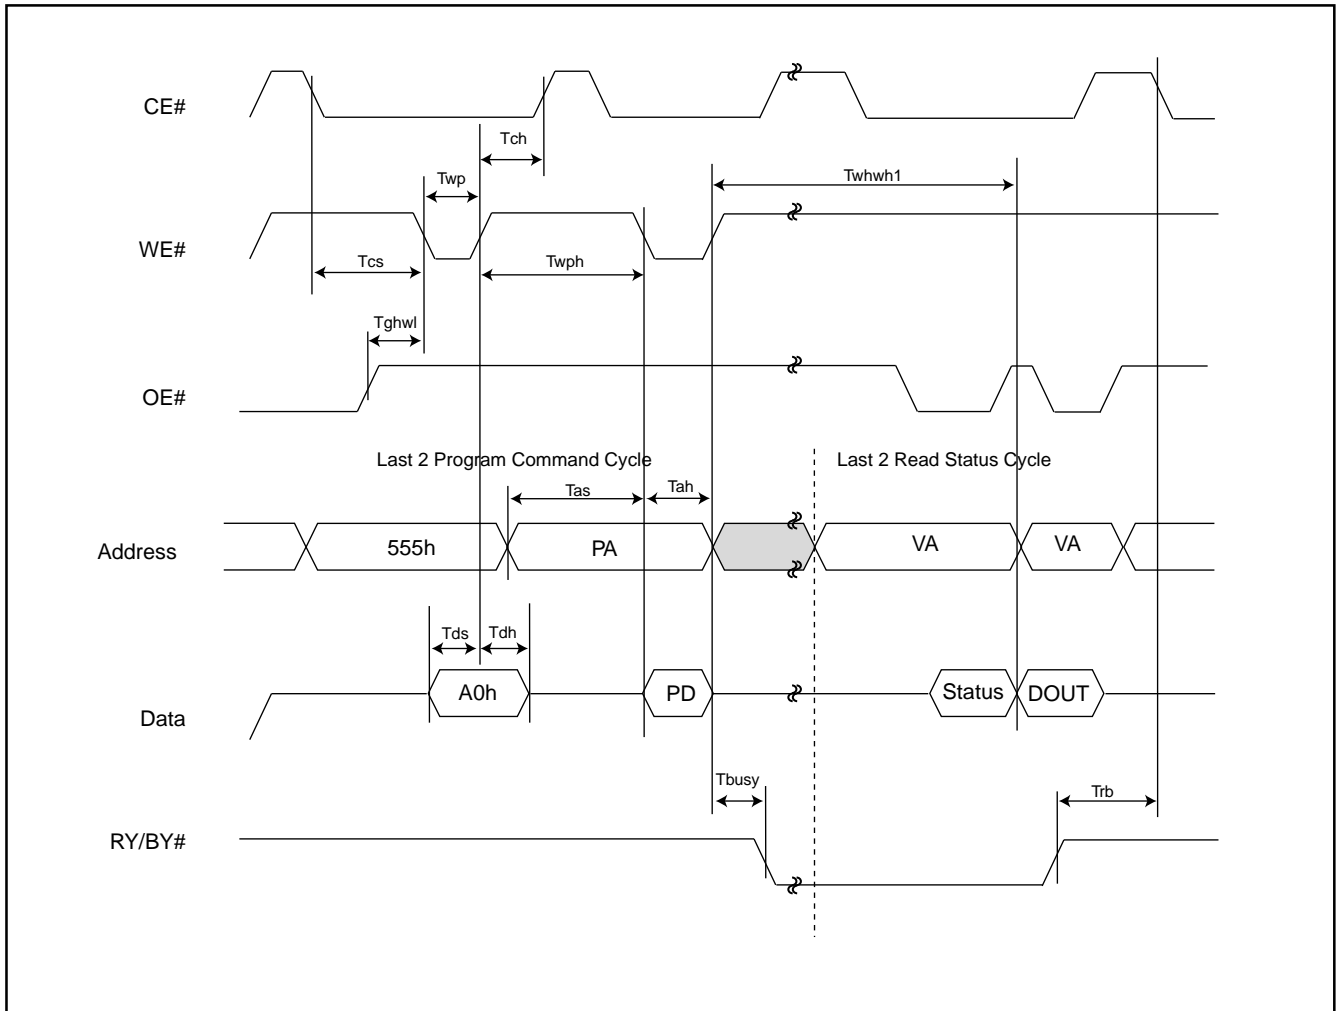 CE#
Tch
Twp
Twhwh1
WE#
Tcs
Twph
Tghwl
OE#
Last 2 Program Command Cycle
Last 2 Read Status Cycle
Tas
Tah
Address
555h
PA
VA
VA
Tds
Tdh
Data
A0h
PD
Status
DOUT
Tbusy
Trb
RY/BY#